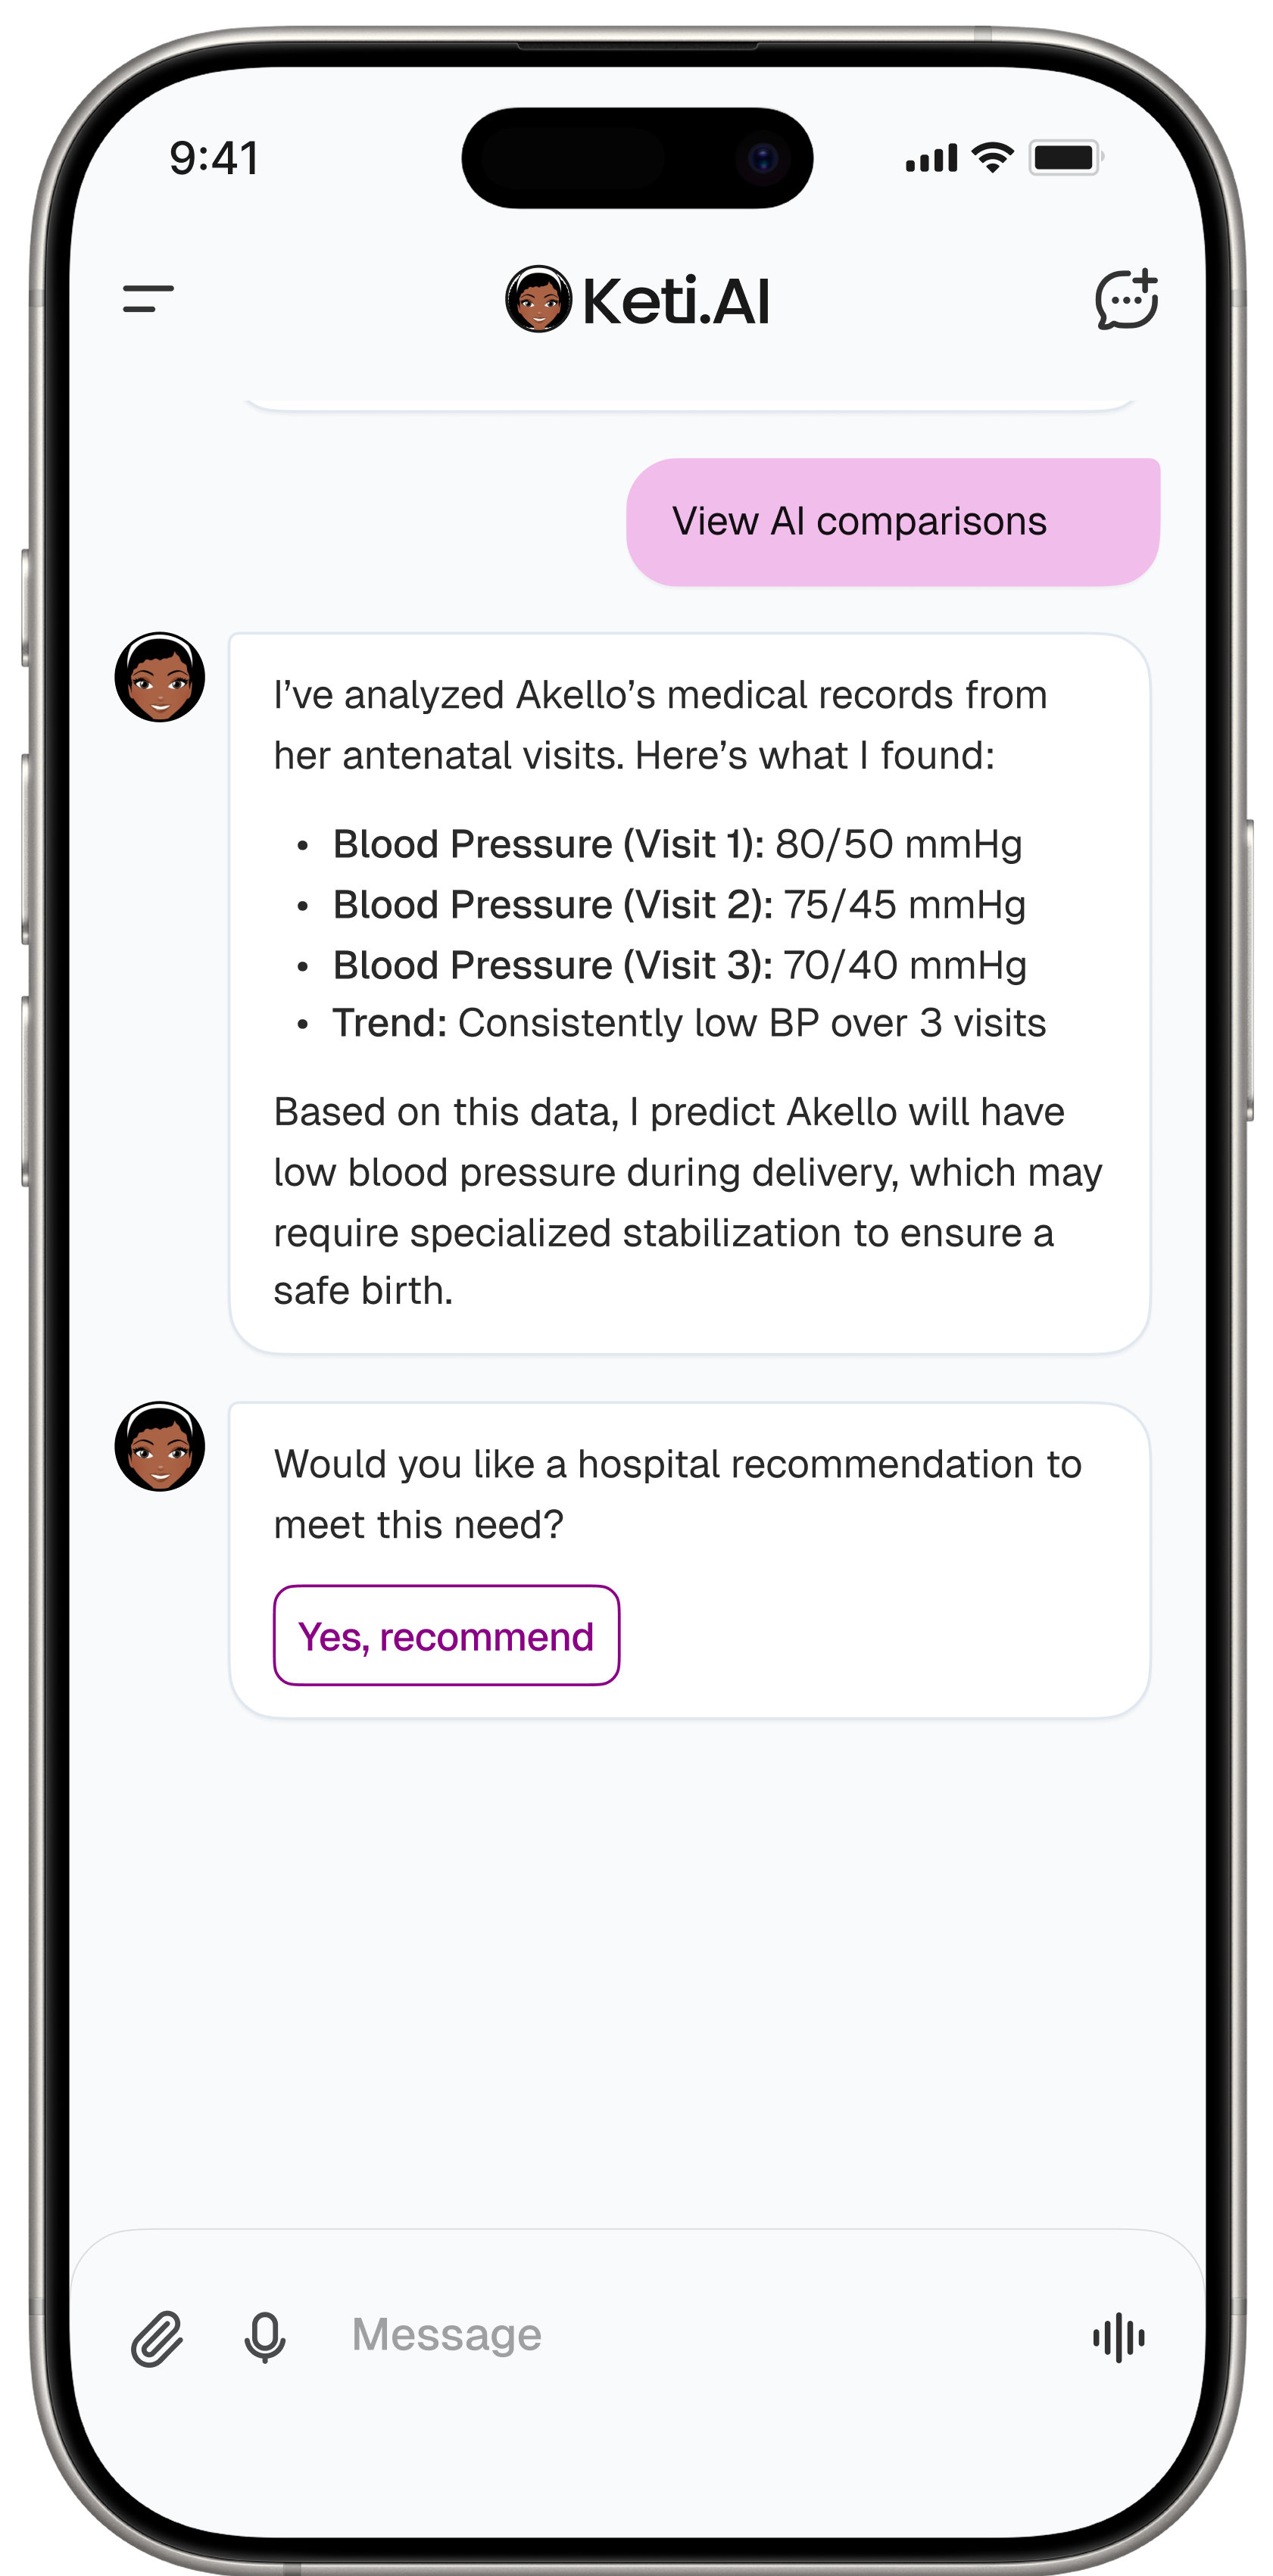 9:41
Keti.AI
View AI comparisons
I’ve analyzed Akello’s medical records from
her antenatal visits. Here’s what I found:
• Blood Pressure (Visit 1): 80/50 mmHg
• Blood Pressure (Visit 2): 75/45 mmHg
• Blood Pressure (Visit 3): 70/40 mmHg
• Trend: Consistently low BP over 3 visits
Based on this data, I predict Akello will have
low blood pressure during delivery, which may
require specialized stabilization to ensure a
safe birth.
Would you like a hospital recommendation to
meet this need?
Yes, recommend
Message